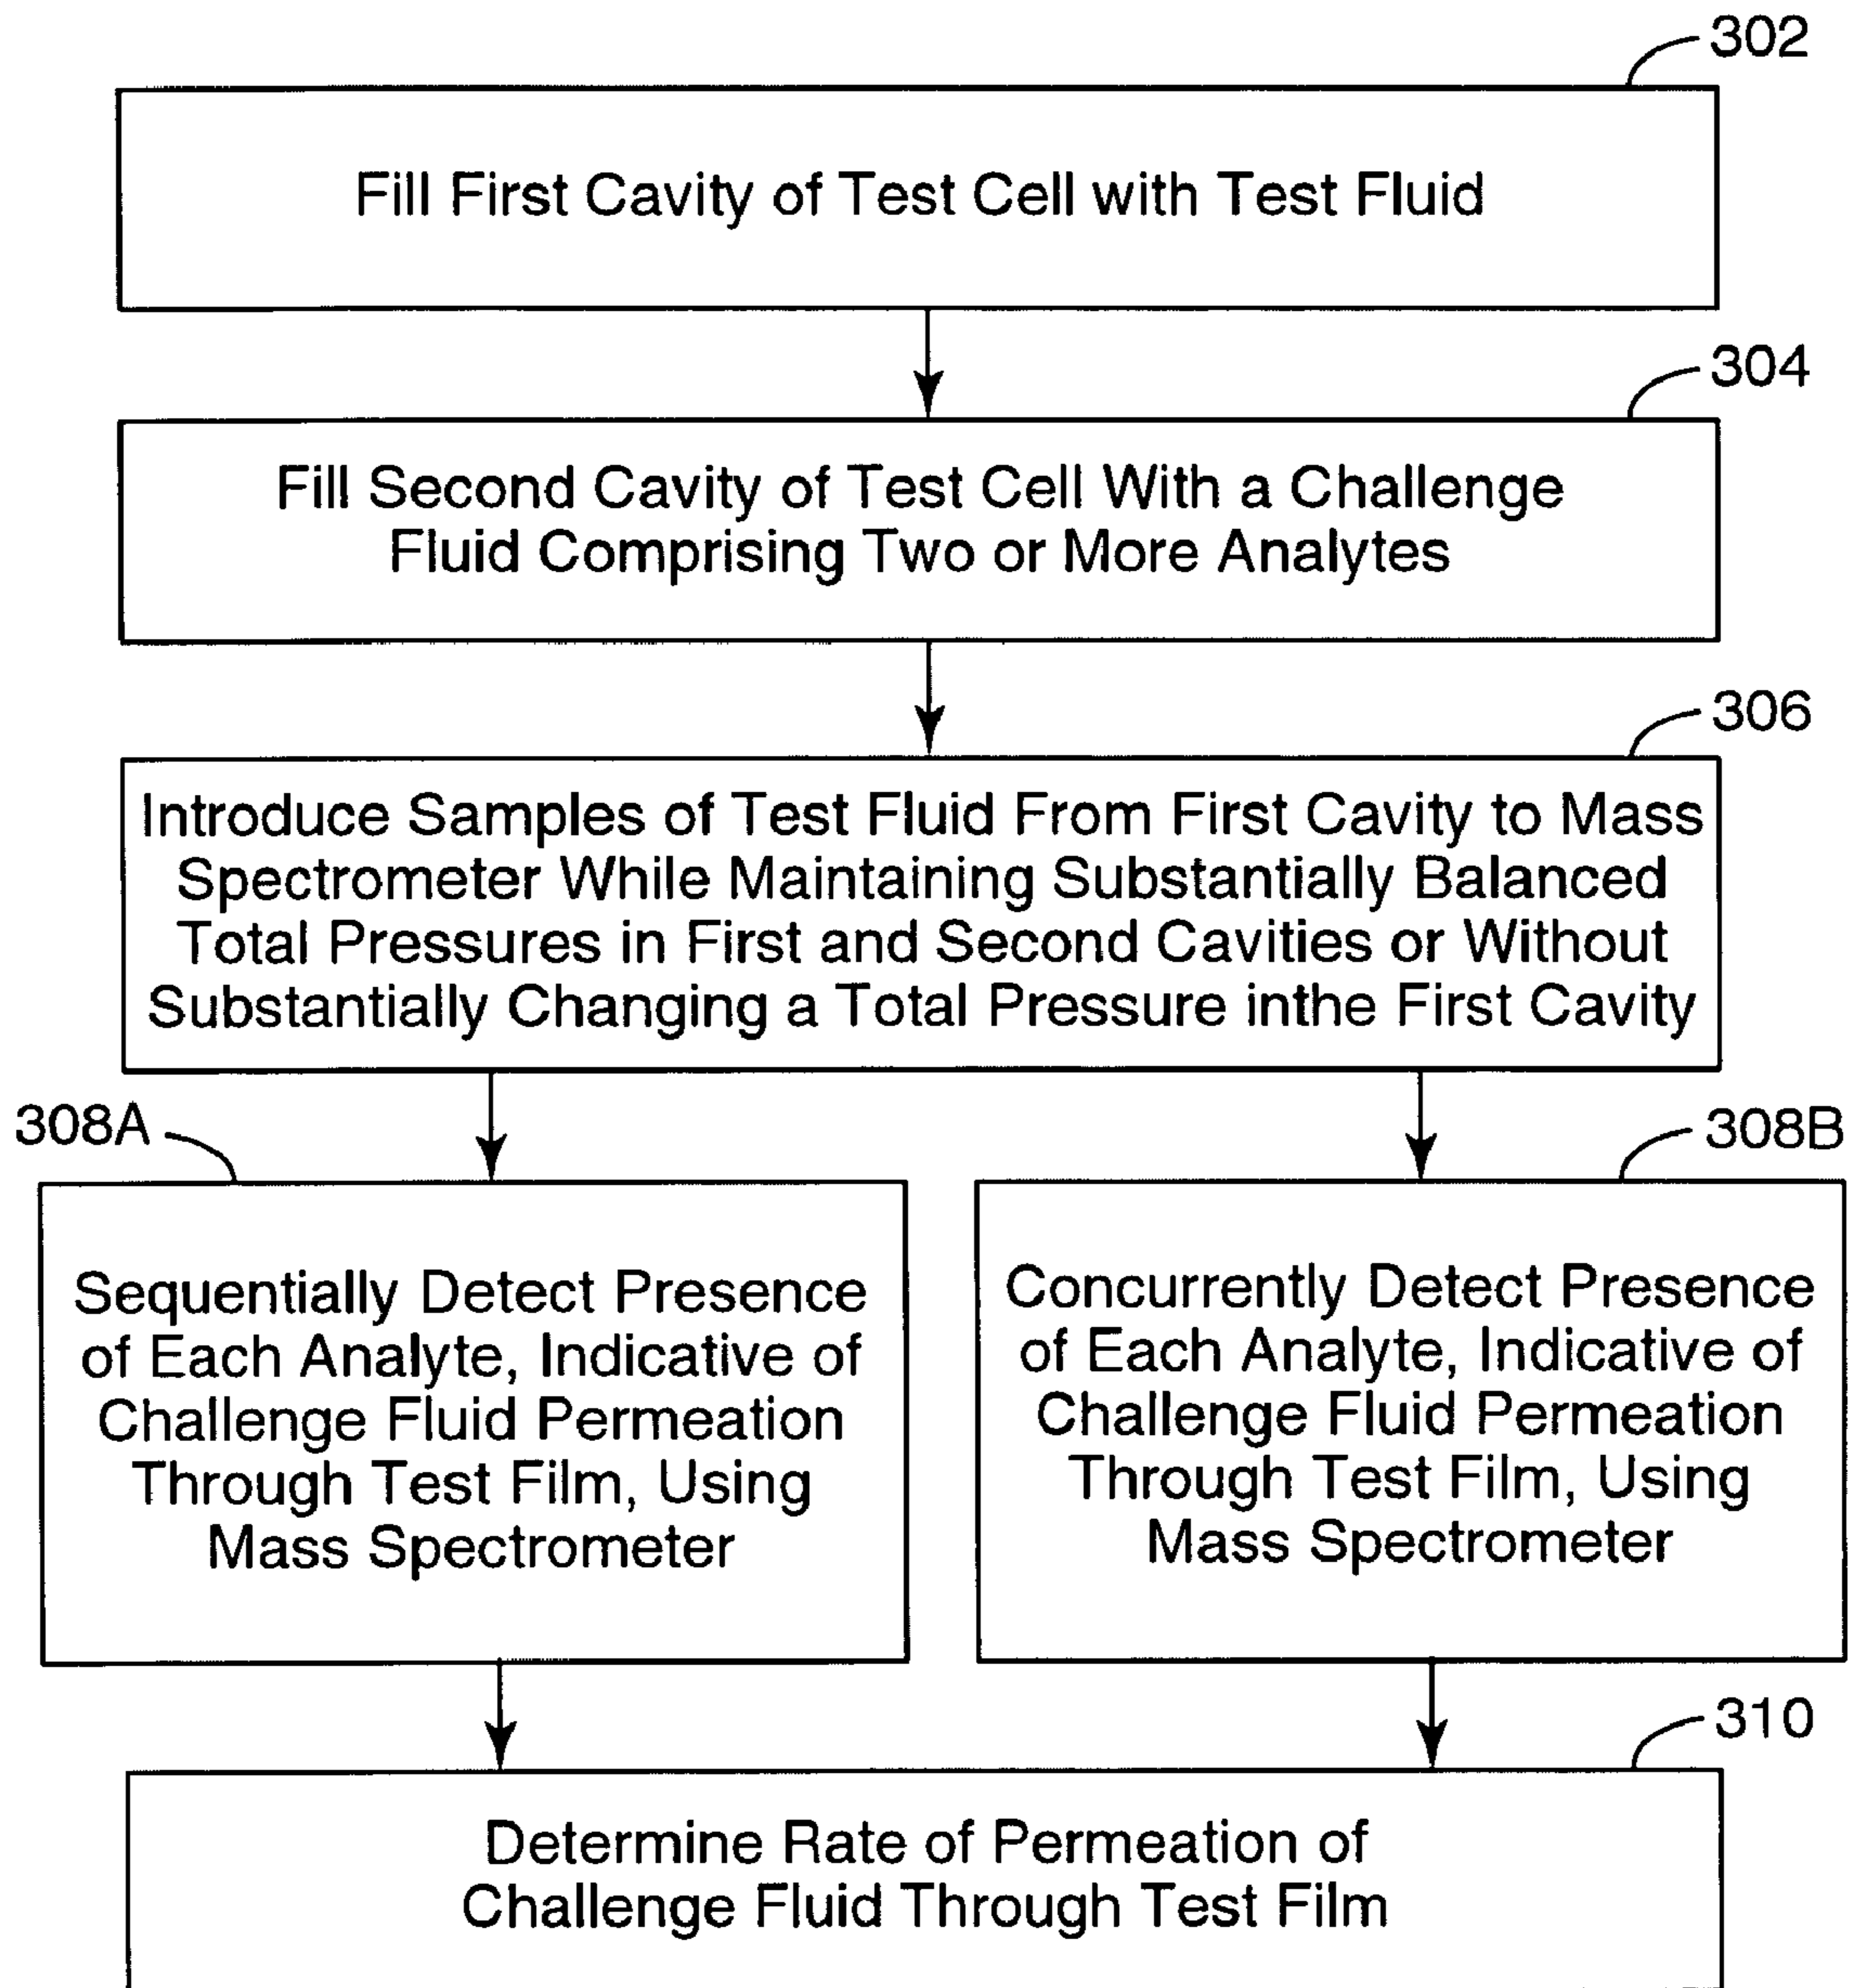 302
Fill First Cavity of Test Cell with Test Fluid
304
Fill Second Cavity of Test Cell With a Challenge
Fluid Comprising Two or More Analytes
306
Introduce Samples of Test Fluid From First Cavity to Mass
Spectrometer While Maintaining Substantially Balanced
Total Pressures in First and Second Cavities or Without
Substantially Changing a Total Pressure inthe First Cavity
308A
Sequentially Detect Presence
of Each Analyte, Indicative of
Challenge Fluid Permeation
Through Test Film, Using
Mass Spectrometer
308B
Concurrently Detect Presence
of Each Analyte, Indicative of
Challenge Fluid Permeation
Through Test Film, Using
Mass Spectrometer
310
Determine Rate of Permeation of
Challenge Fluid Through Test Film